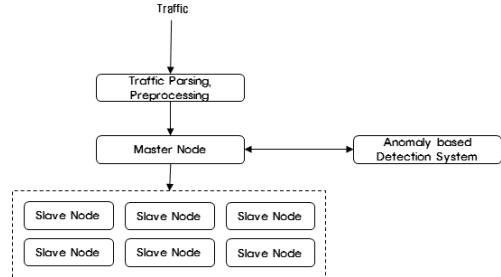 Traffic
Traffic Parsing,
Preprocessing
Master Node
Anomaly based
Detection System
Slave Node
Slave Node
Slave Node
Slave Node
Slave Node
Slave Node